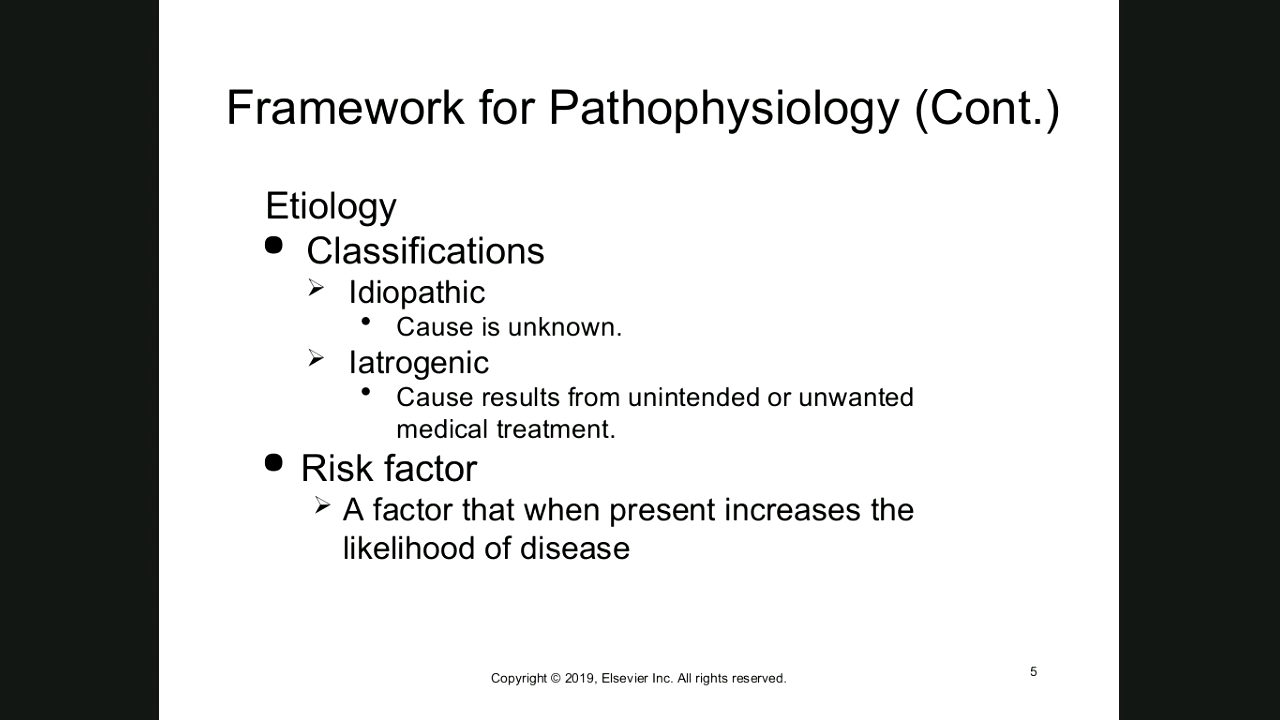 Framework for Pathophysiology (Cont.)
Etiology
● Classifications
➢ Idiopathic
• Cause is unknown.
➢ Iatrogenic
• Cause results from unintended or unwanted
medical treatment.
● Risk factor
➢ A factor that when present increases the
likelihood of disease
Copyright © 2019, Elsevier Inc. All rights reserved.
5